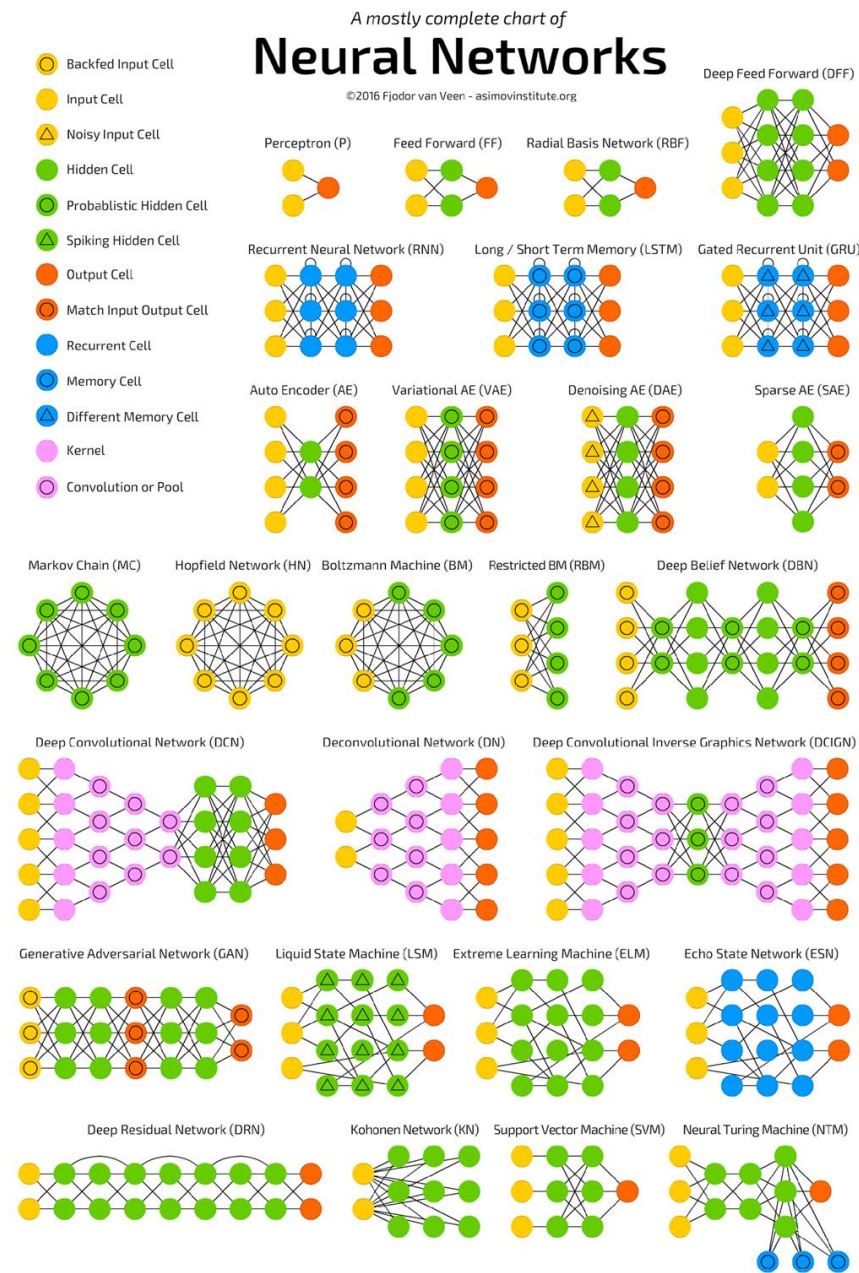 A mostly complete chart of
Neural Networks
©2016 Fjodor van Veen - asimovinstitute.org
Backfed Input Cell
Input Cell
Noisy Input Cell
Hidden Cell
Probablistic Hidden Cell
Spiking Hidden Cell
Output Cell
Match Input Output Cell
Recurrent Cell
Memory Cell
Different Memory Cell
Kernel
Convolution or Pool
Deep Feed Forward (DFF)
Perceptron (P)
Feed Forward (FF)
Radial Basis Network (RBF)
Recurrent Neural Network (RNN)
Long / Short Term Memory (LSTM)
Gated Recurrent Unit (GRU)
Auto Encoder (AE)
Variational AE (VAE)
Denoising AE (DAE)
Sparse AE (SAE)
Markov Chain (MC)
Hopfield Network (HN)
Boltzmann Machine (BM)
Restricted BM (RBM)
Deep Belief Network (DBN)
Deep Convolutional Network (DCN)
Deconvolutional Network (DN)
Deep Convolutional Inverse Graphics Network (DCIGN)
Generative Adversarial Network (GAN)
Liquid State Machine (LSM)
Extreme Learning Machine (ELM)
Echo State Network (ESN)
Deep Residual Network (DRN)
Kohonen Network (KN)
Support Vector Machine (SVM)
Neural Turing Machine (NTM)